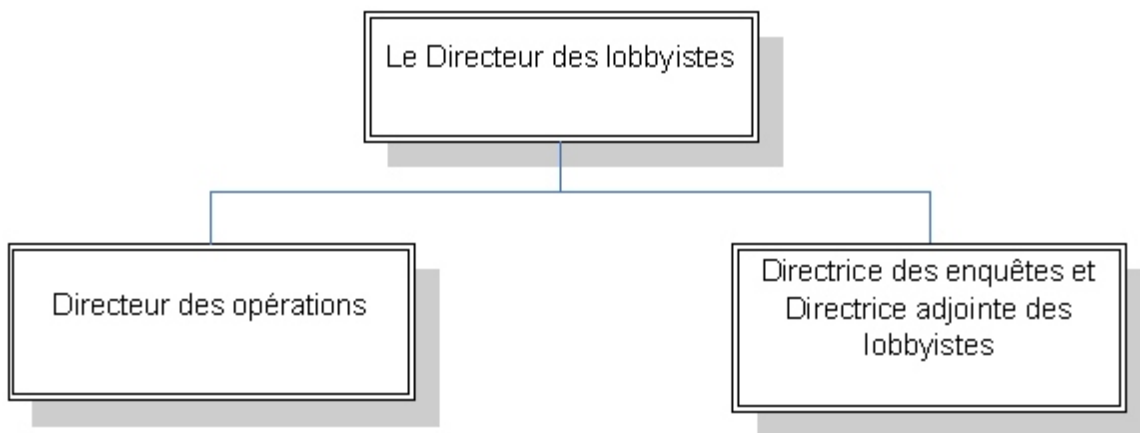 Le Directeur des lobbyistes
Directeur des opérations
Directrice des enquêtes et
Directrice adjointe des
lobbyistes